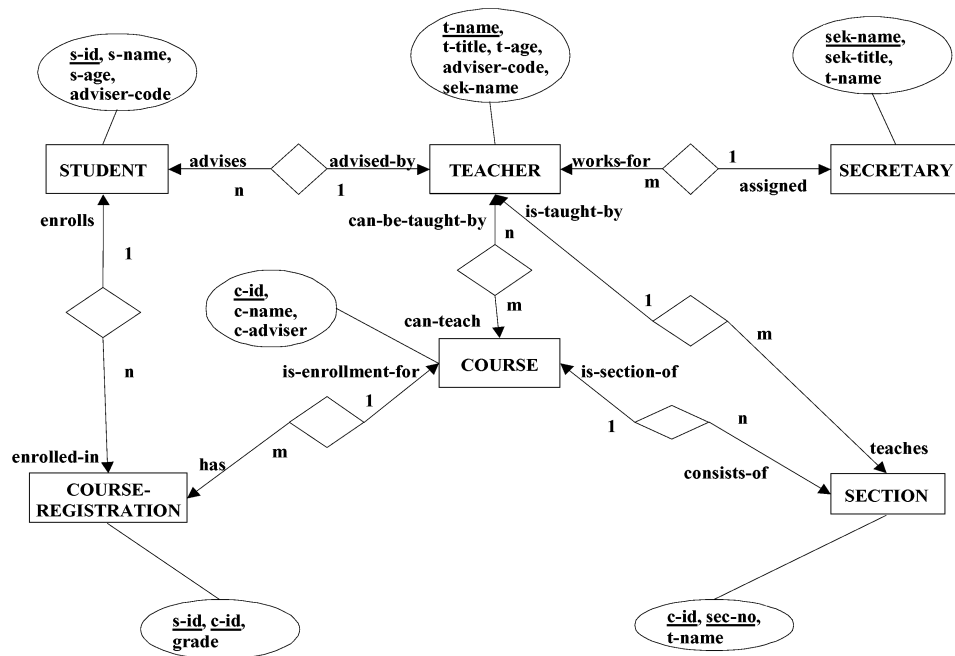 s-id, s-name,
s-age,
adviser-code
t-name,
t-title, t-age,
adviser-code,
sek-name
sek-name,
sek-title,
t-name
STUDENT
advises
n
advised-by
1
TEACHER
works-for
m
1
assigned
SECRETARY
enrolls
1
n
enrolled-in
can-be-taught-by
n
m
can-teach
is-taught-by
1
m
teaches
c-id,
c-name,
c-adviser
COURSE
is-enrollment-for
1
m
has
is-section-of
1
n
consists-of
COURSE-
REGISTRATION
SECTION
s-id, c-id,
grade
c-id, sec-no,
t-name